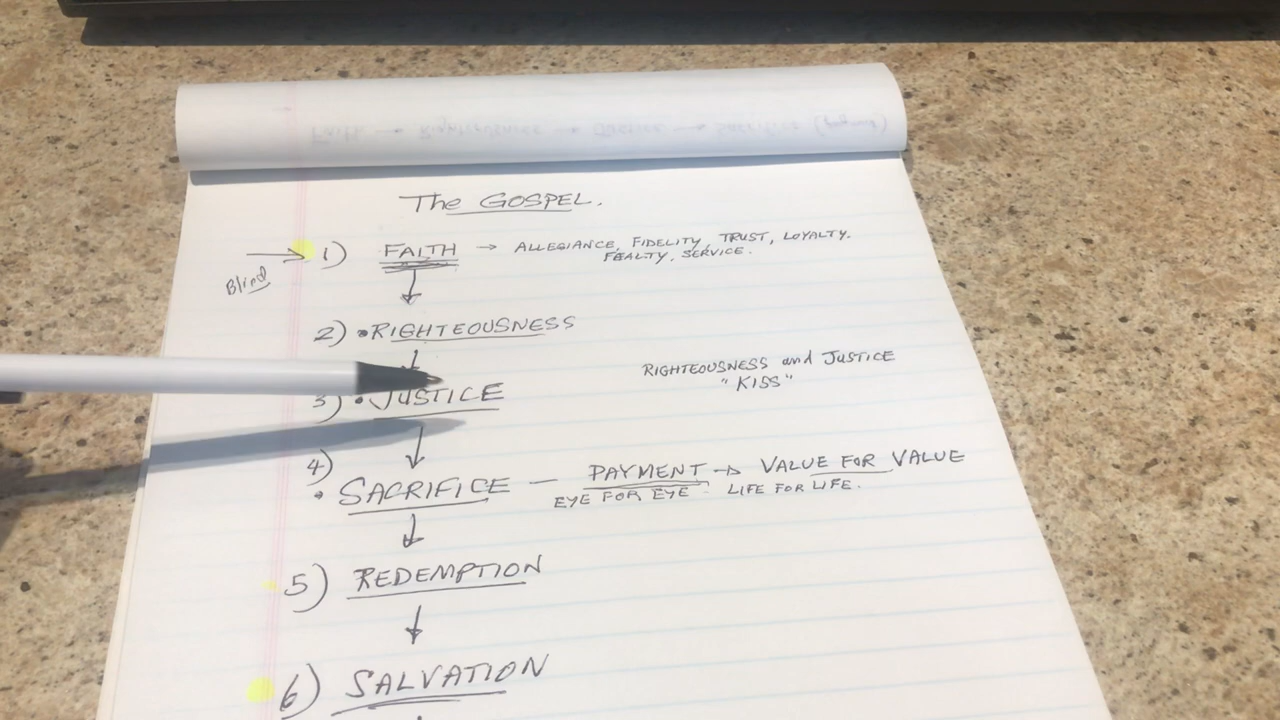 The GOSPEL.
1) FAITH → ALLEGIANCE, FIDELITY, TRUST, LOYALTY.
FEALTY, SERVICE.
Blind
2) • RIGHTEOUSNESS
RIGHTEOUSNESS and JUSTICE
"KISS"
3) • JUSTICE
4)
• SACRIFICE — PAYMENT → VALUE FOR VALUE
EYE FOR EYE LIFE FOR LIFE.
5) REDEMPTION
6) SALVATION